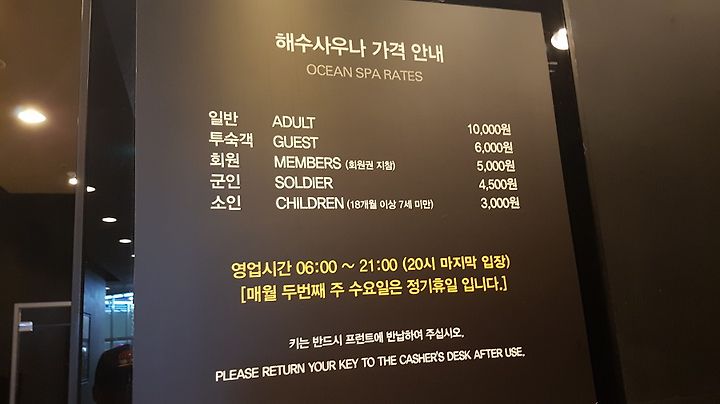 해수사우나 가격 안내
OCEAN SPA RATES
일반 ADULT 10,000원
투숙객 GUEST 6,000원
회원 MEMBERS (회원권 지참) 5,000원
군인 SOLDIER 4,500원
소인 CHILDREN (18개월 이상 7세 미만) 3,000원
영업시간 06:00 ~ 21:00 (20시 마지막 입장)
[매월 두번째 주 수요일은 정기휴일 입니다.]
키는 반드시 프런트에 반납하여 주십시오.
PLEASE RETURN YOUR KEY TO THE CASHER'S DESK AFTER USE.